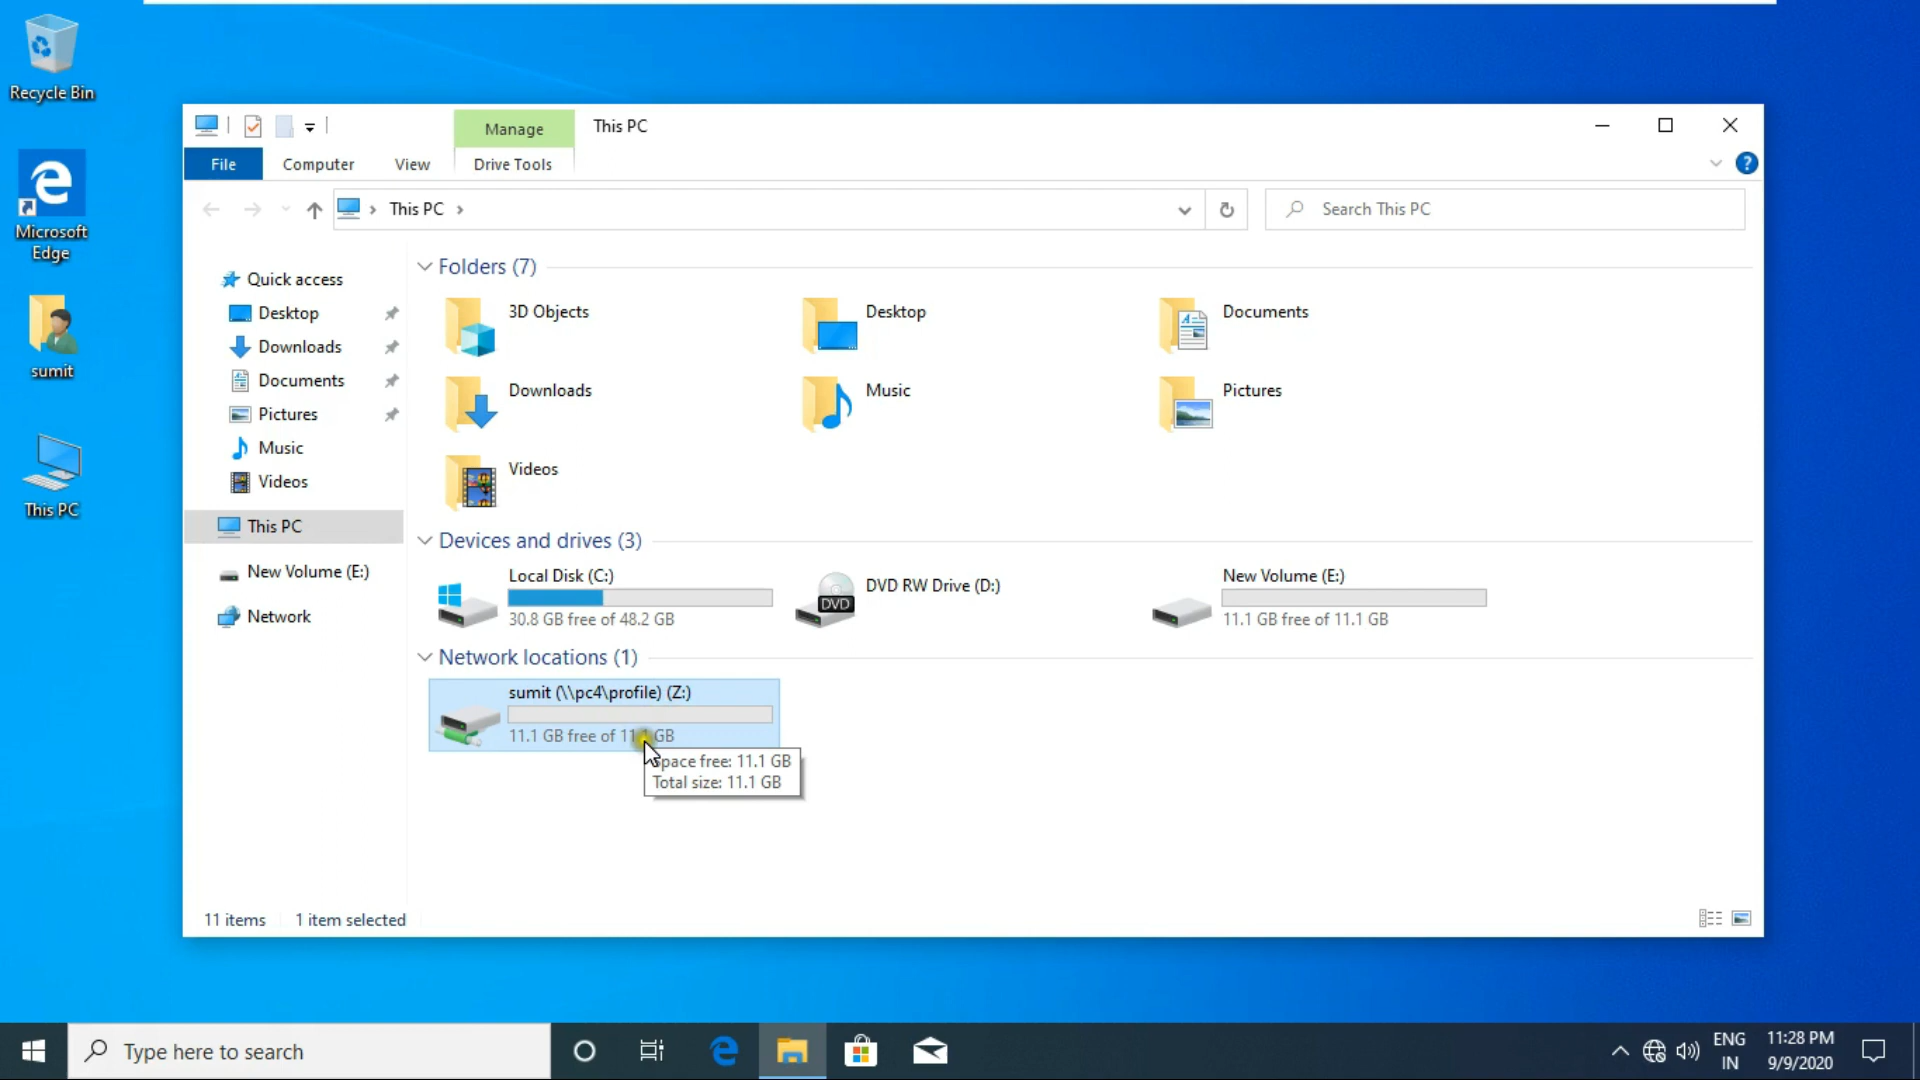 Recycle Bin
Microsoft
Edge
sumit
This PC
Manage
This PC
File
Computer
View
Drive Tools
This PC
Search This PC
Quick access
Desktop
Downloads
Documents
Pictures
Music
Videos
This PC
New Volume (E:)
Network
Folders (7)
3D Objects
Desktop
Documents
Downloads
Music
Pictures
Videos
Devices and drives (3)
Local Disk (C:)
30.8 GB free of 48.2 GB
DVD
DVD RW Drive (D:)
New Volume (E:)
11.1 GB free of 11.1 GB
Network locations (1)
sumit (\\pc4\profile) (Z:)
11.1 GB free of 11.1 GB
Space free: 11.1 GB
Total size: 11.1 GB
11 items
1 item selected
Type here to search
ENG
IN
11:28 PM
9/9/2020